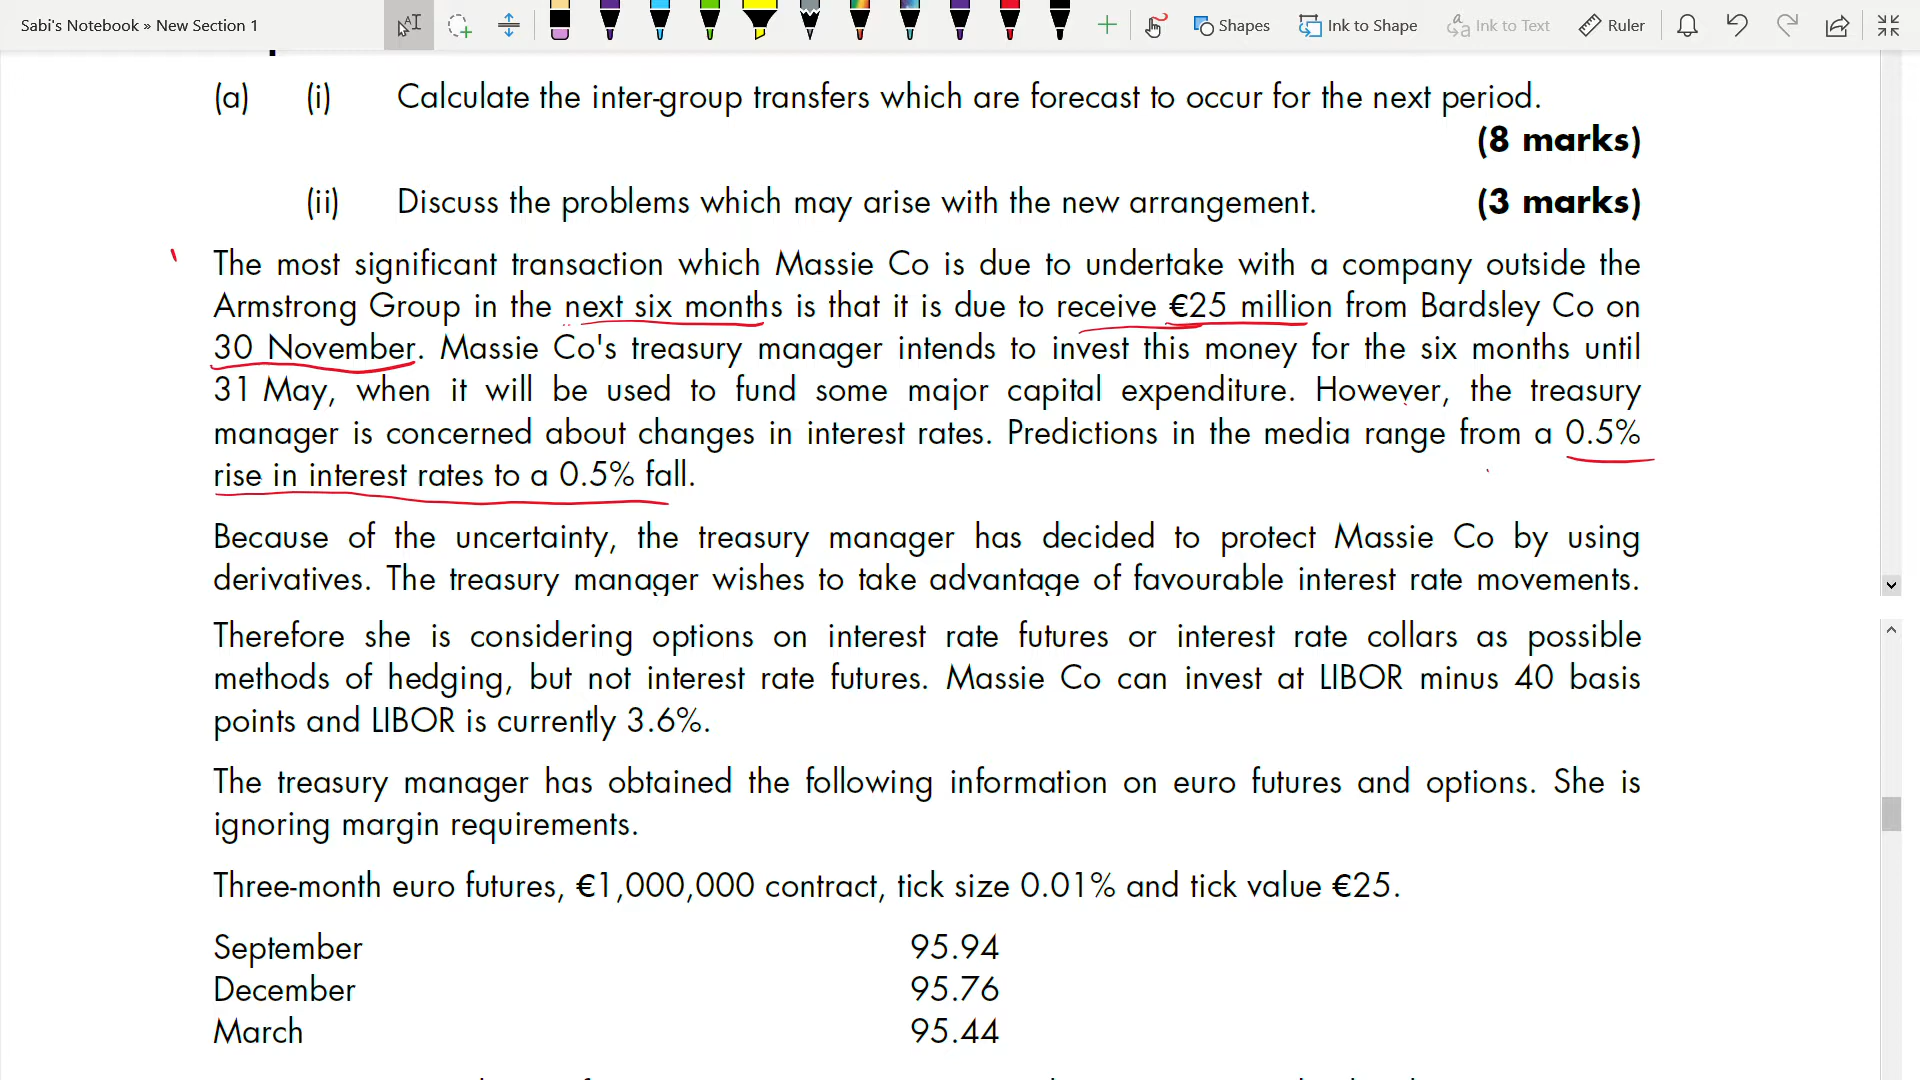 Sabi's Notebook » New Section 1
Shapes
Ink to Shape
Ink to Text
Ruler
(a) (i) Calculate the inter-group transfers which are forecast to occur for the next period.
(8 marks)
(ii) Discuss the problems which may arise with the new arrangement. (3 marks)
The most significant transaction which Massie Co is due to undertake with a company outside the
Armstrong Group in the next six months is that it is due to receive €25 million from Bardsley Co on
30 November. Massie Co's treasury manager intends to invest this money for the six months until
31 May, when it will be used to fund some major capital expenditure. However, the treasury
manager is concerned about changes in interest rates. Predictions in the media range from a 0.5%
rise in interest rates to a 0.5% fall.
Because of the uncertainty, the treasury manager has decided to protect Massie Co by using
derivatives. The treasury manager wishes to take advantage of favourable interest rate movements.
Therefore she is considering options on interest rate futures or interest rate collars as possible
methods of hedging, but not interest rate futures. Massie Co can invest at LIBOR minus 40 basis
points and LIBOR is currently 3.6%.
The treasury manager has obtained the following information on euro futures and options. She is
ignoring margin requirements.
Three-month euro futures, €1,000,000 contract, tick size 0.01% and tick value €25.
September 95.94
December 95.76
March 95.44